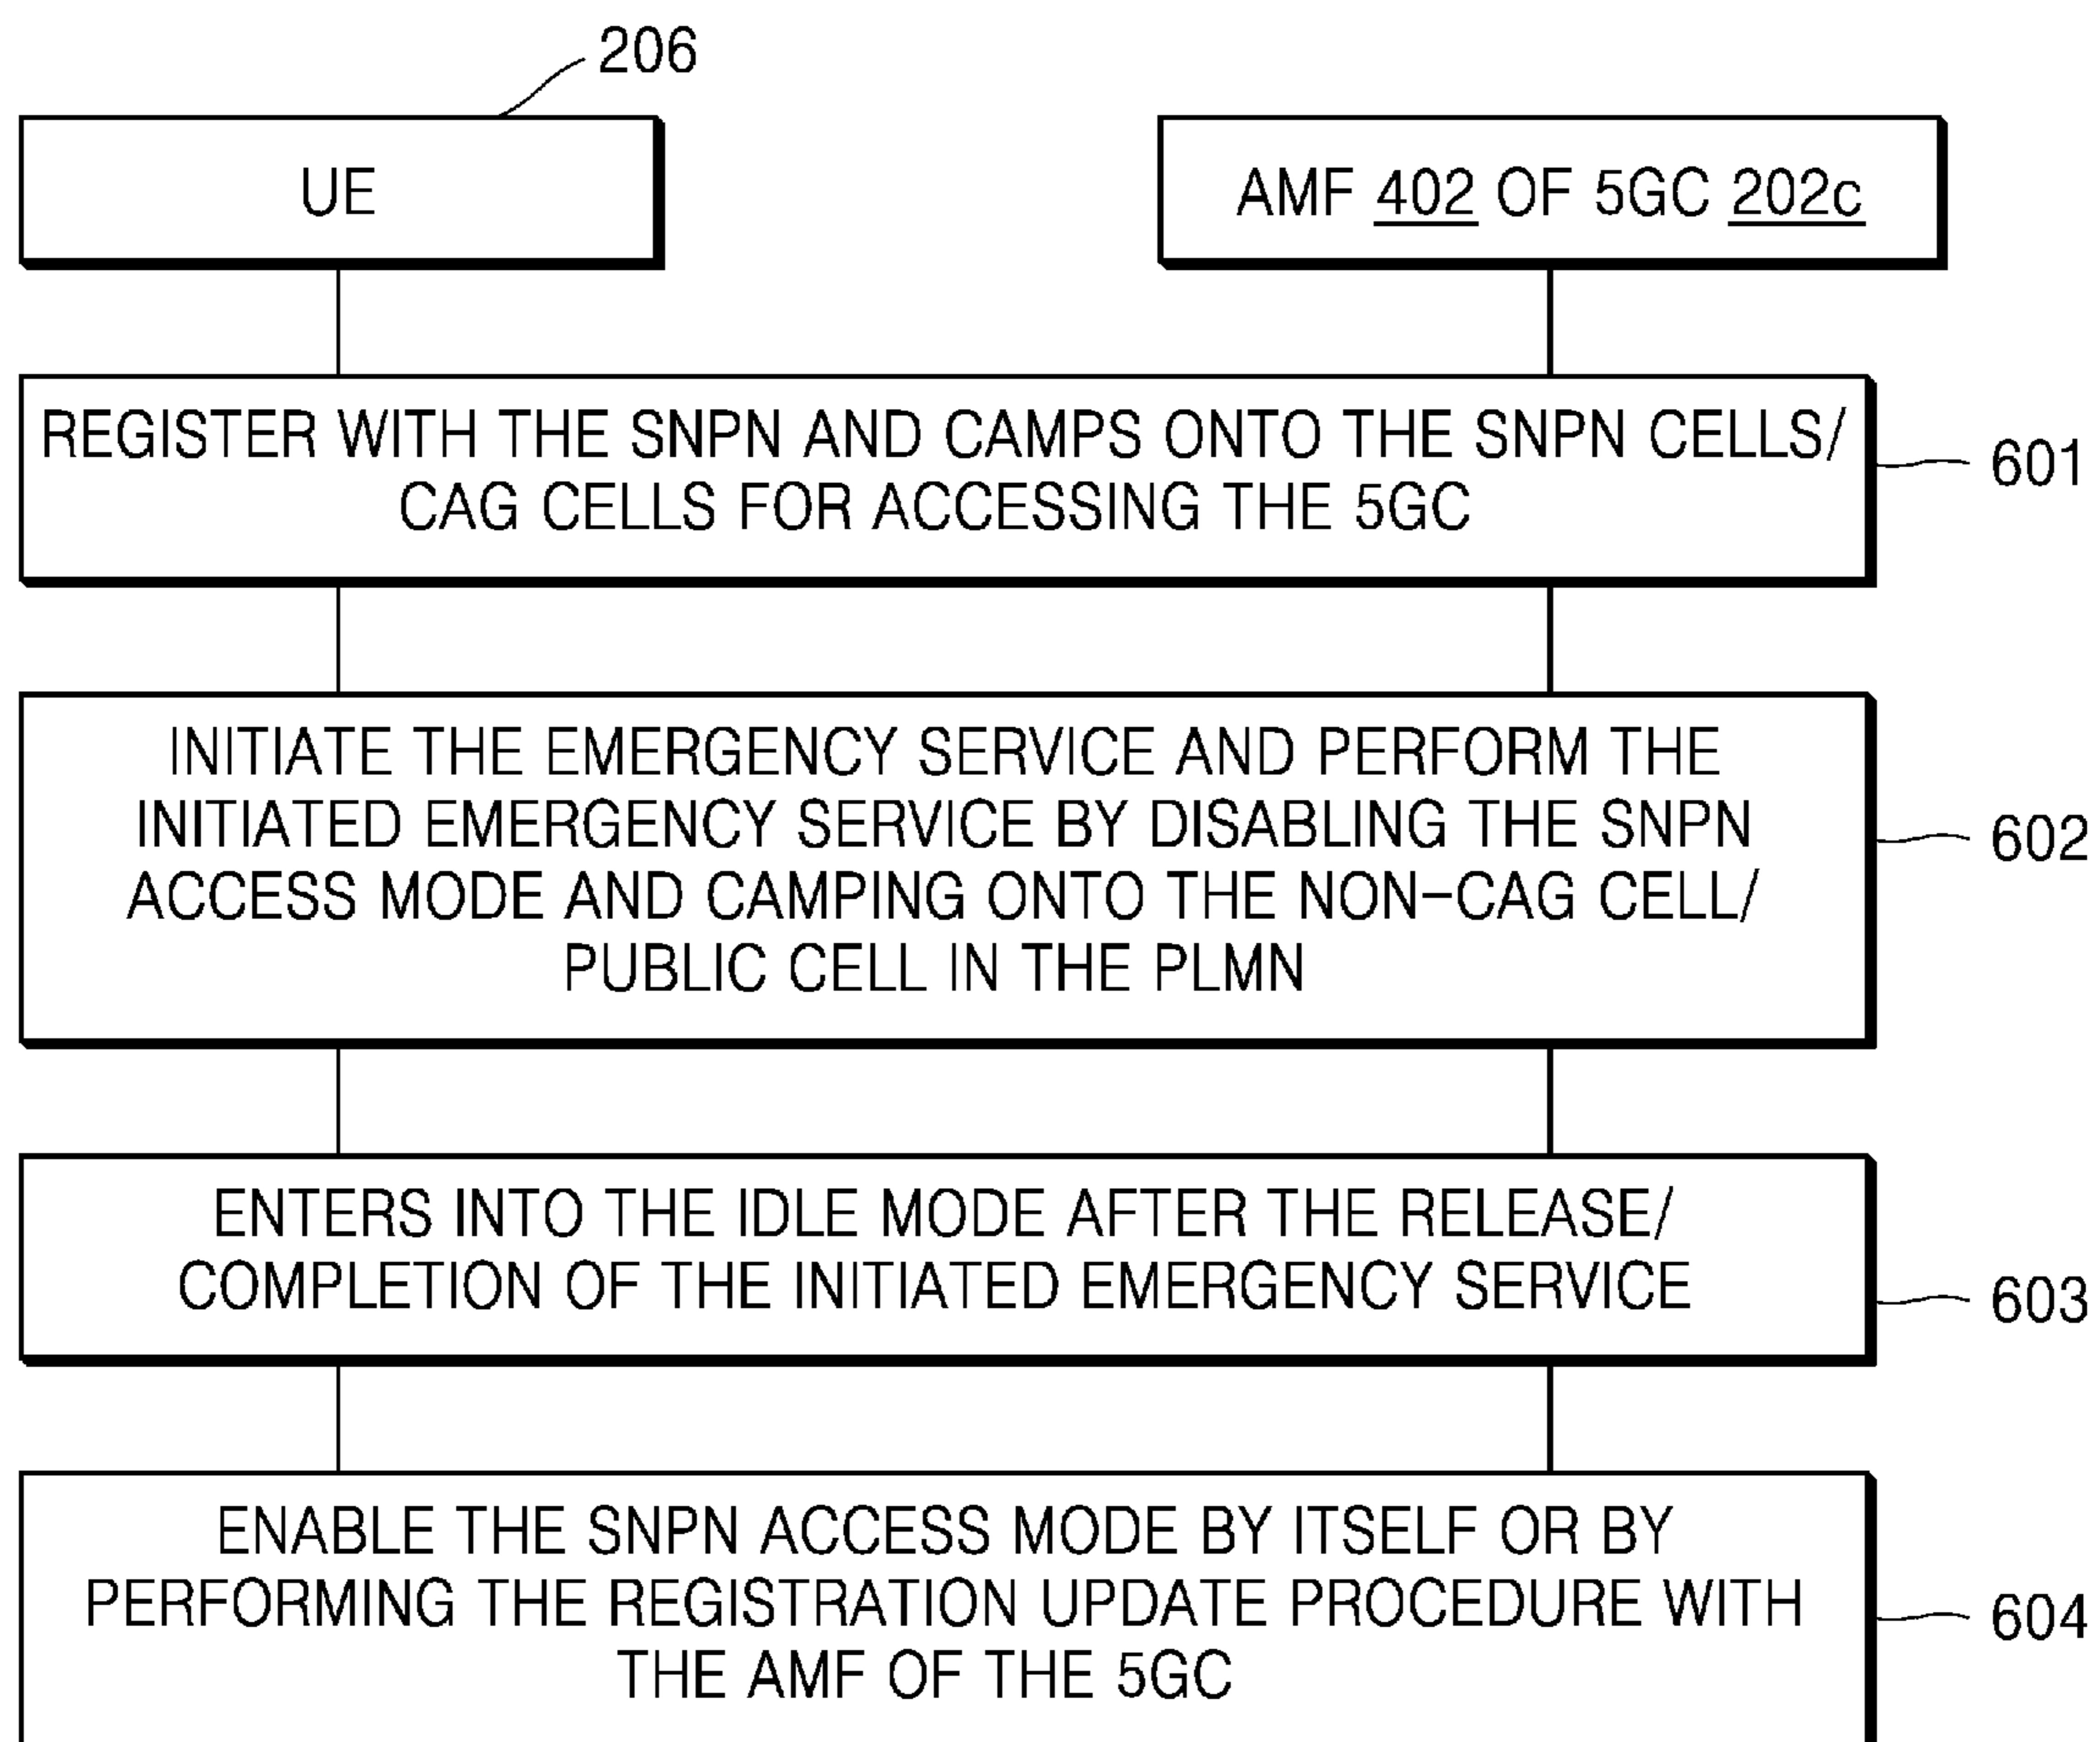 206
UE
AMF 402 OF 5GC 202c
REGISTER WITH THE SNPN AND CAMPS ONTO THE SNPN CELLS/
CAG CELLS FOR ACCESSING THE 5GC
601
INITIATE THE EMERGENCY SERVICE AND PERFORM THE
INITIATED EMERGENCY SERVICE BY DISABLING THE SNPN
ACCESS MODE AND CAMPING ONTO THE NON-CAG CELL/
PUBLIC CELL IN THE PLMN
602
ENTERS INTO THE IDLE MODE AFTER THE RELEASE/
COMPLETION OF THE INITIATED EMERGENCY SERVICE
603
ENABLE THE SNPN ACCESS MODE BY ITSELF OR BY
PERFORMING THE REGISTRATION UPDATE PROCEDURE WITH
THE AMF OF THE 5GC
604